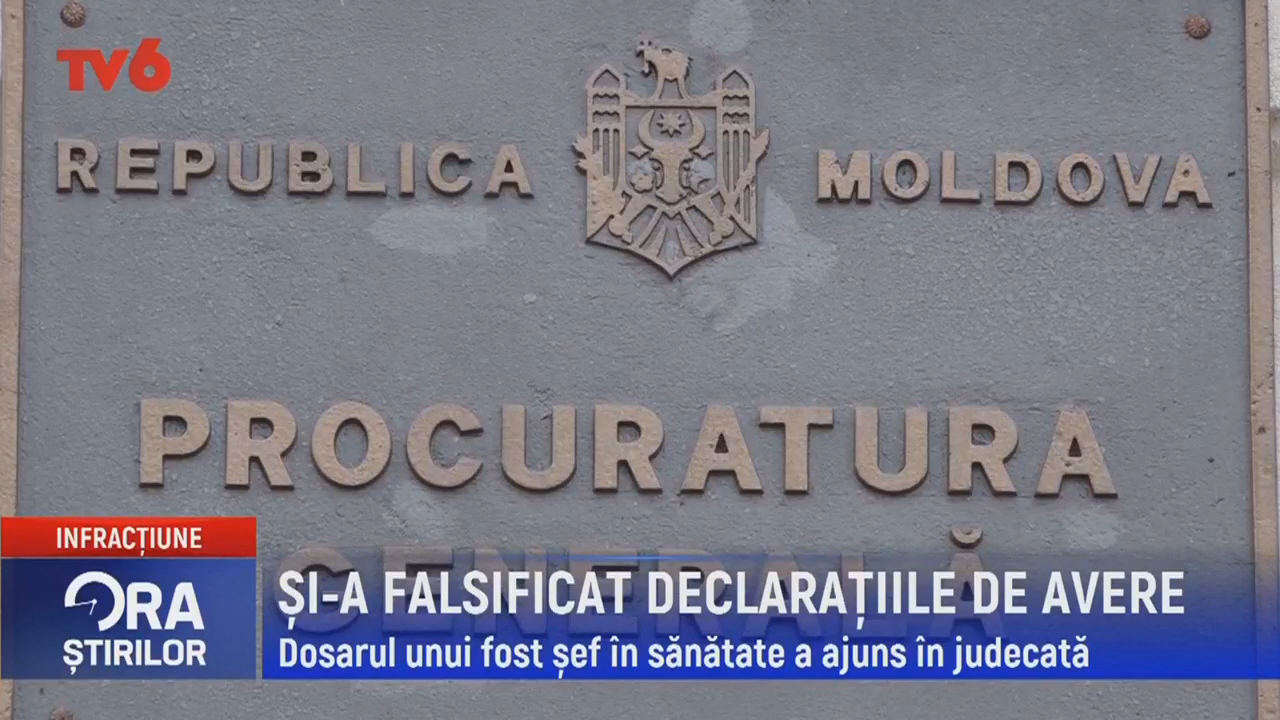 TV6
REPUBLICA MOLDOVA
PROCURATURA
GENERALĂ
INFRACȚIUNE
ORA
ȘTIRILOR
ȘI-A FALSIFICAT DECLARAȚIILE DE AVERE
Dosarul unui fost șef în sănătate a ajuns în judecată